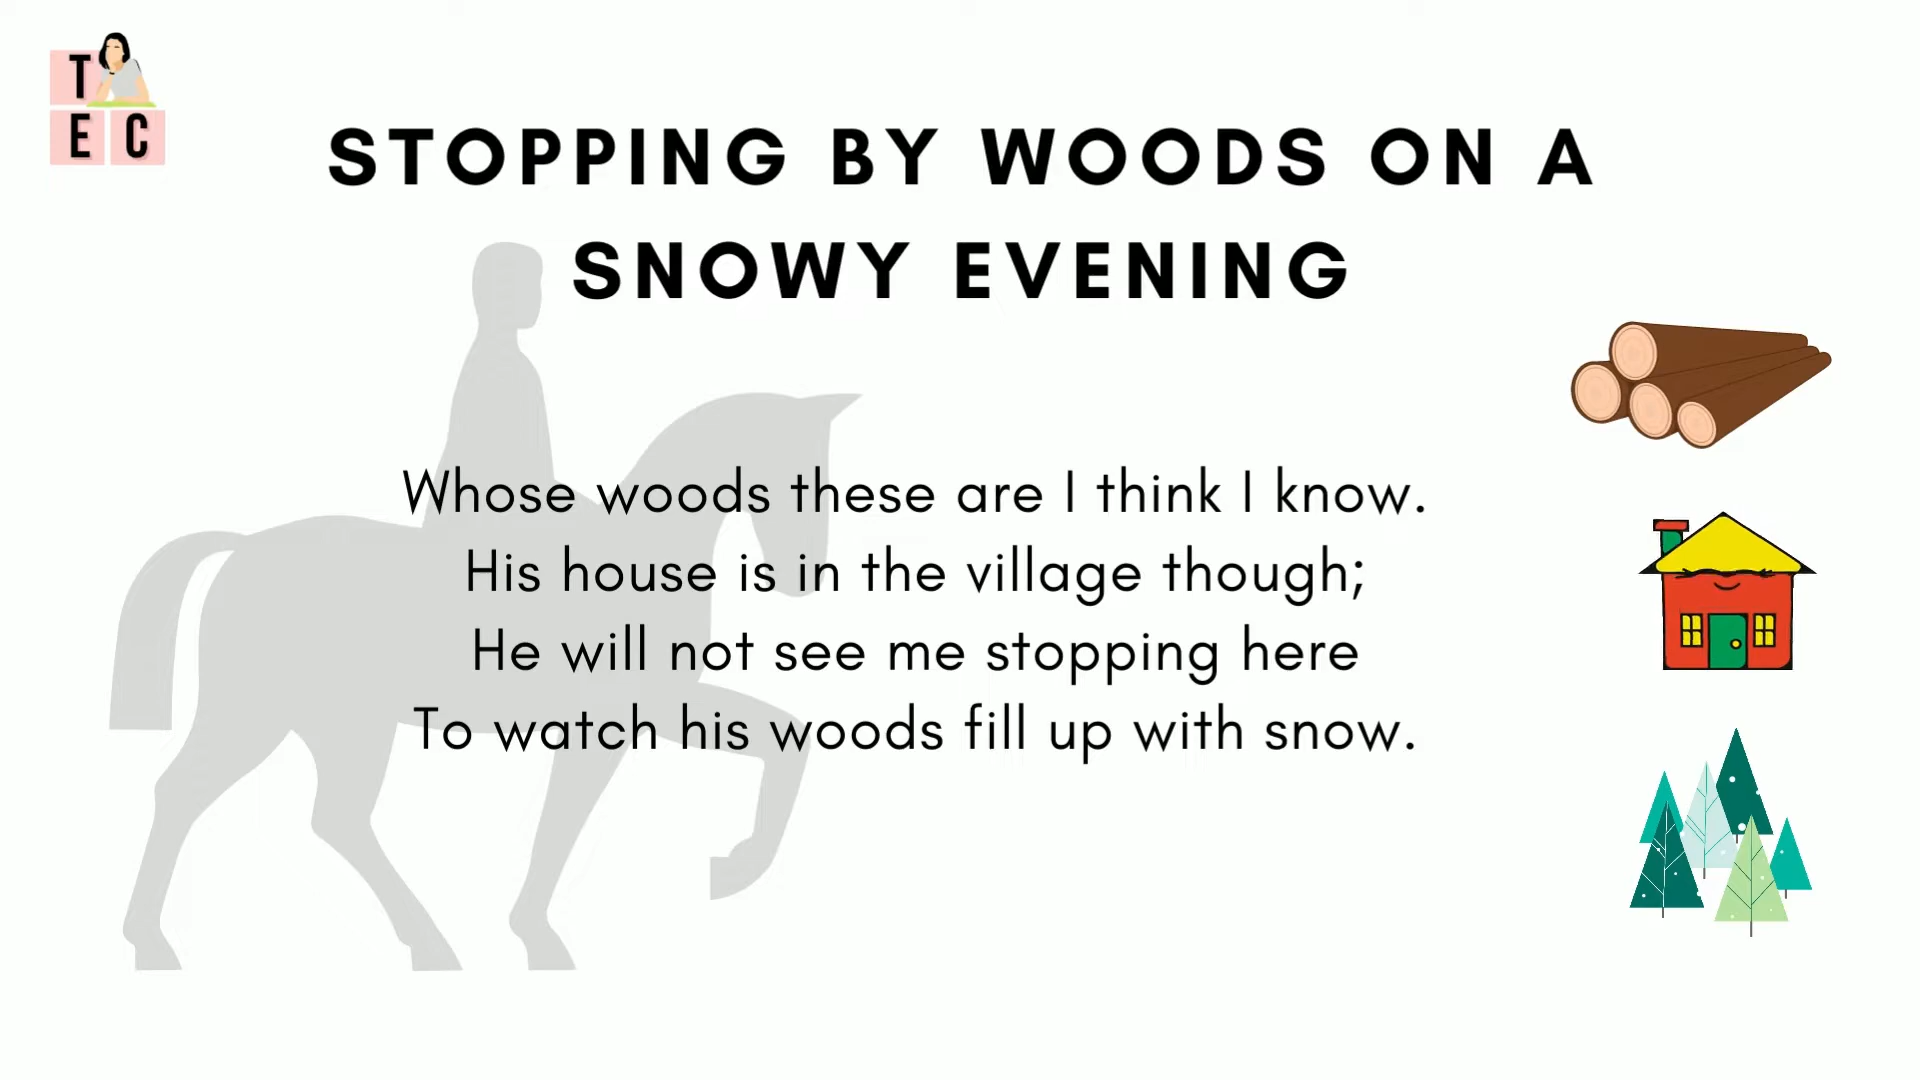 T
E C
STOPPING BY WOODS ON A
SNOWY EVENING
Whose woods these are I think I know.
His house is in the village though;
He will not see me stopping here
To watch his woods fill up with snow.